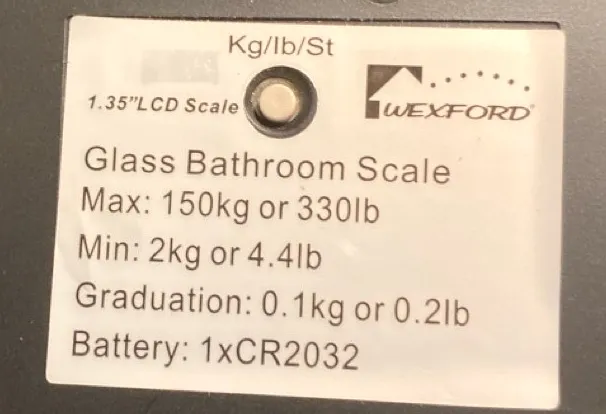 Kg/lb/St
1.35"LCD Scale
WEXFORD
Glass Bathroom Scale
Max: 150kg or 330lb
Min: 2kg or 4.4lb
Graduation: 0.1kg or 0.2lb
Battery: 1xCR2032